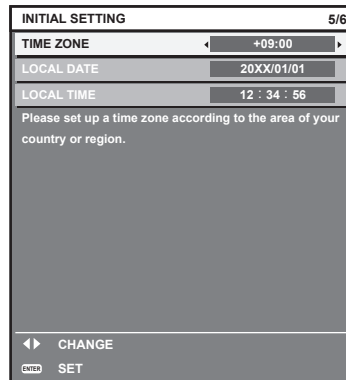 INITIAL SETTING 5/6
TIME ZONE +09:00
LOCAL DATE 20XX/01/01
LOCAL TIME 12 : 34 : 56
Please set up a time zone according to the area of your
country or region.
CHANGE
ENTER SET